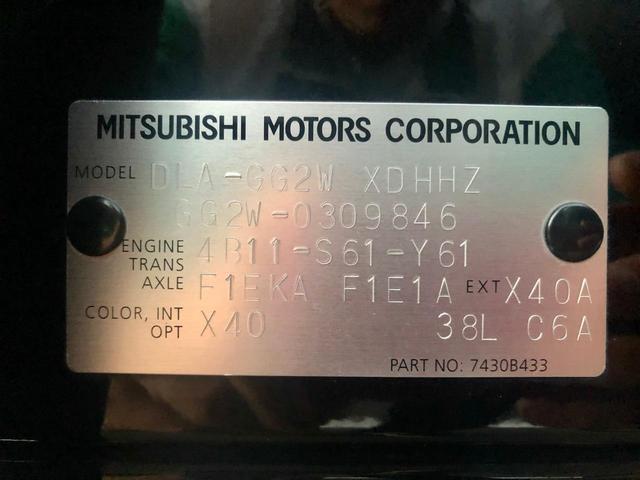 MITSUBISHI MOTORS CORPORATION
MODEL DLA-GG2W XDHHZ
GG2W-0309846
ENGINE 4B11-S61-Y61
TRANS
AXLE F1EKA F1E1A EXT X40A
COLOR, INT
OPT X40 38L C6A
PART NO: 7430B433